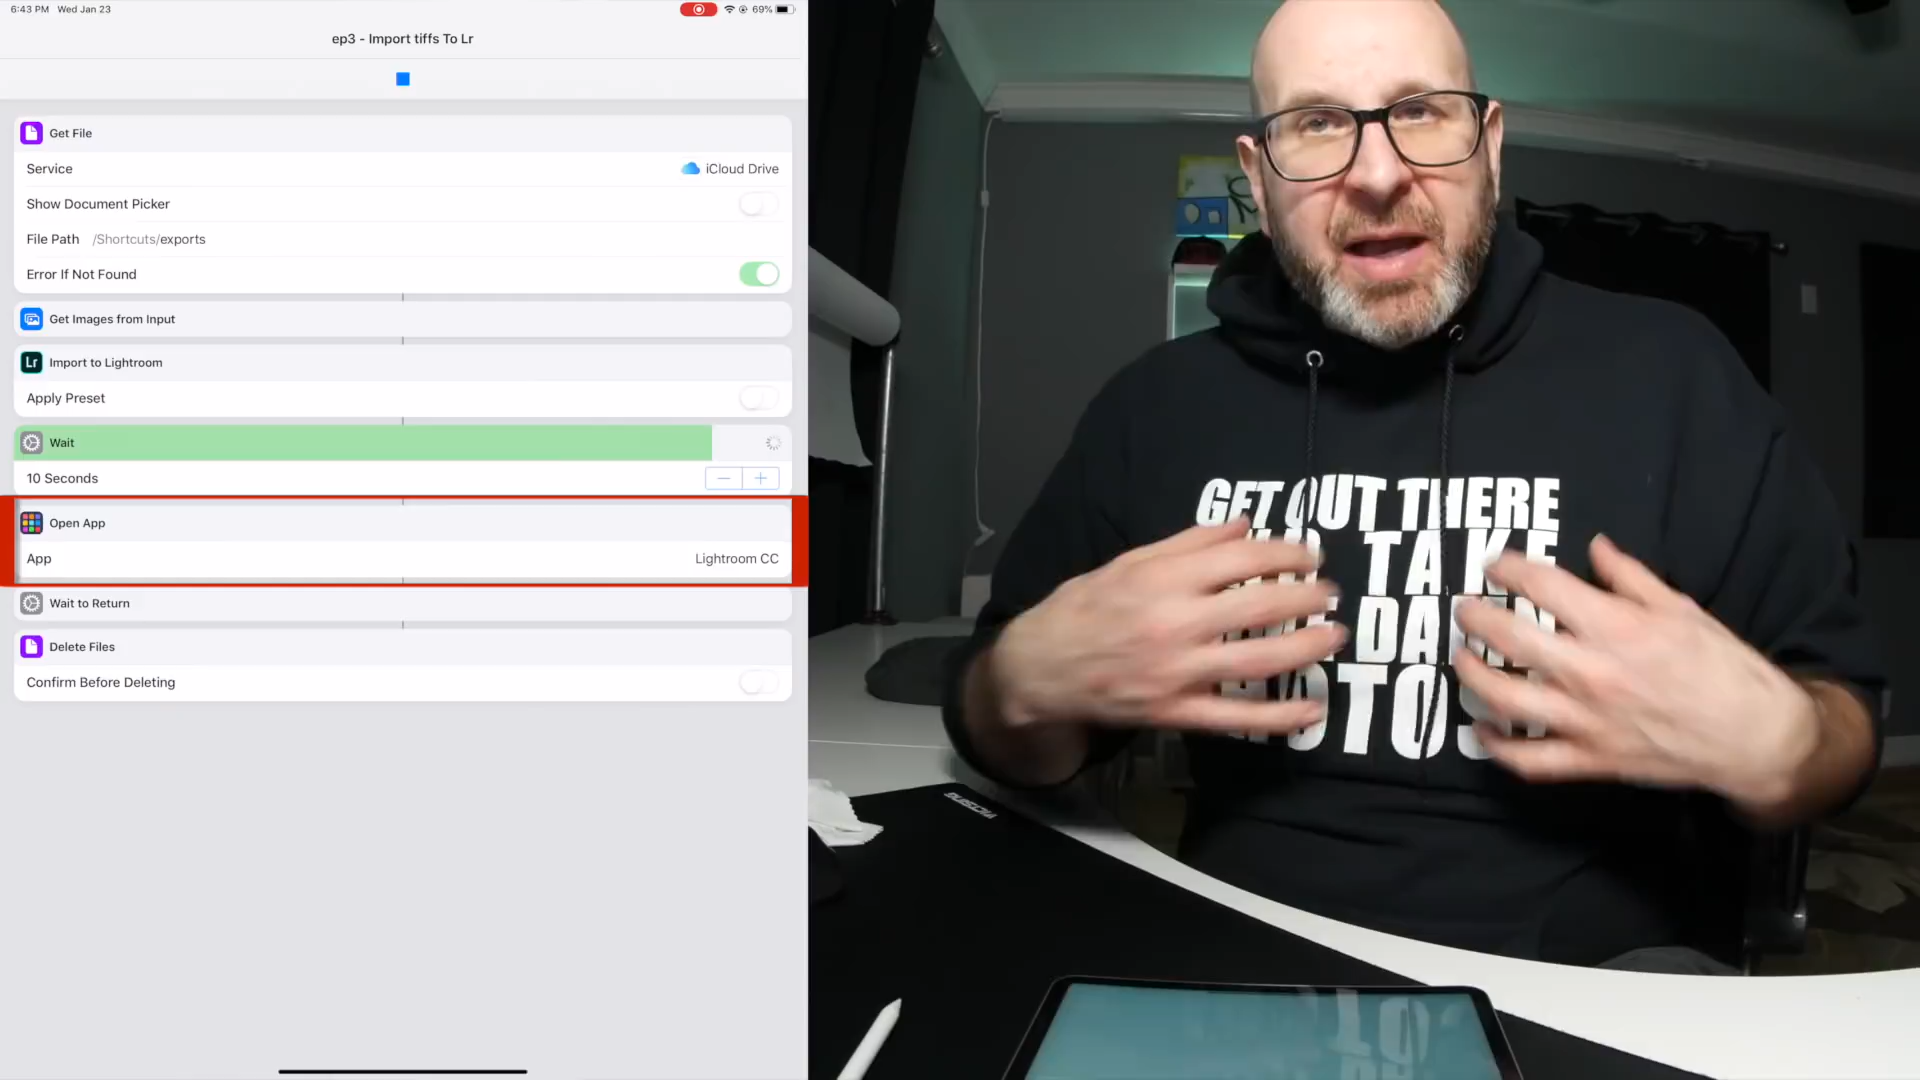 6:43 PM Wed Jan 23
69%
ep3 - Import tiffs To Lr
Get File
Service
iCloud Drive
Show Document Picker
File Path /Shortcuts/exports
Error If Not Found
Get Images from Input
Lr Import to Lightroom
Apply Preset
Wait
10 Seconds
Open App
App
Lightroom CC
Wait to Return
Delete Files
Confirm Before Deleting
GET OUT THERE
TAKE